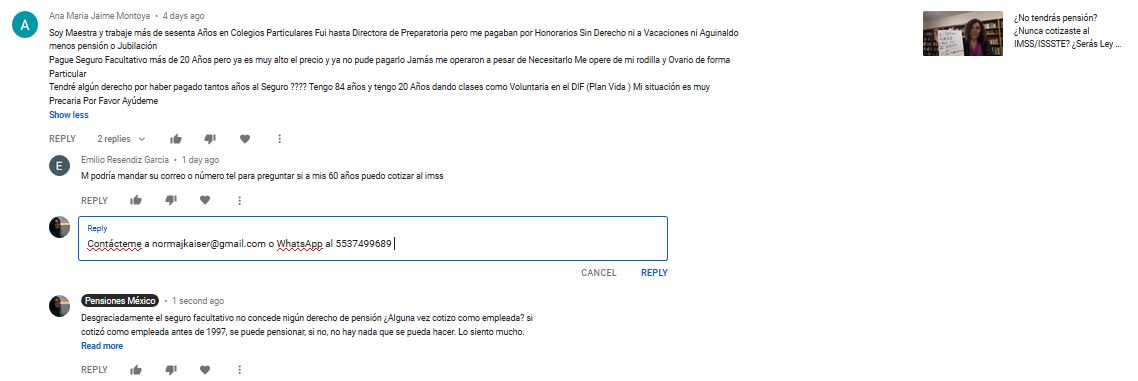 Ana Maria Jaime Montoya • 4 days ago
Soy Maestra y trabaje más de sesenta Años en Colegios Particulares Fui hasta Directora de Preparatoria pero me pagaban por Honorarios Sin Derecho ni a Vacaciones ni Aguinaldo
menos pensión o Jubilación
Pague Seguro Facultativo más de 20 Años pero ya es muy alto el precio y ya no pude pagarlo Jamás me operaron a pesar de Necesitarlo Me opere de mi rodilla y Ovario de forma
Particular
Tendré algún derecho por haber pagado tantos años al Seguro ???? Tengo 84 años y tengo 20 Años dando clases como Voluntaria en el DIF (Plan Vida ) Mi situación es muy
Precaria Por Favor Ayúdeme
Show less
REPLY 2 replies
¿No tendrás pensión?
¿Nunca cotizaste al
IMSS/ISSSTE? ¿Serás Ley ...
Emilio Resendiz Garcia • 1 day ago
M podría mandar su correo o número tel para preguntar si a mis 60 años puedo cotizar al imss
REPLY
Reply
Contácteme a normajkaiser@gmail.com o WhatsApp al 5537499689
CANCEL REPLY
Pensiones México • 1 second ago
Desgraciadamente el seguro facultativo no concede nigún derecho de pensión ¿Alguna vez cotizo como empleada? si
cotizó como empleada antes de 1997, se puede pensionar, si no, no hay nada que se pueda hacer. Lo siento mucho.
Read more
REPLY